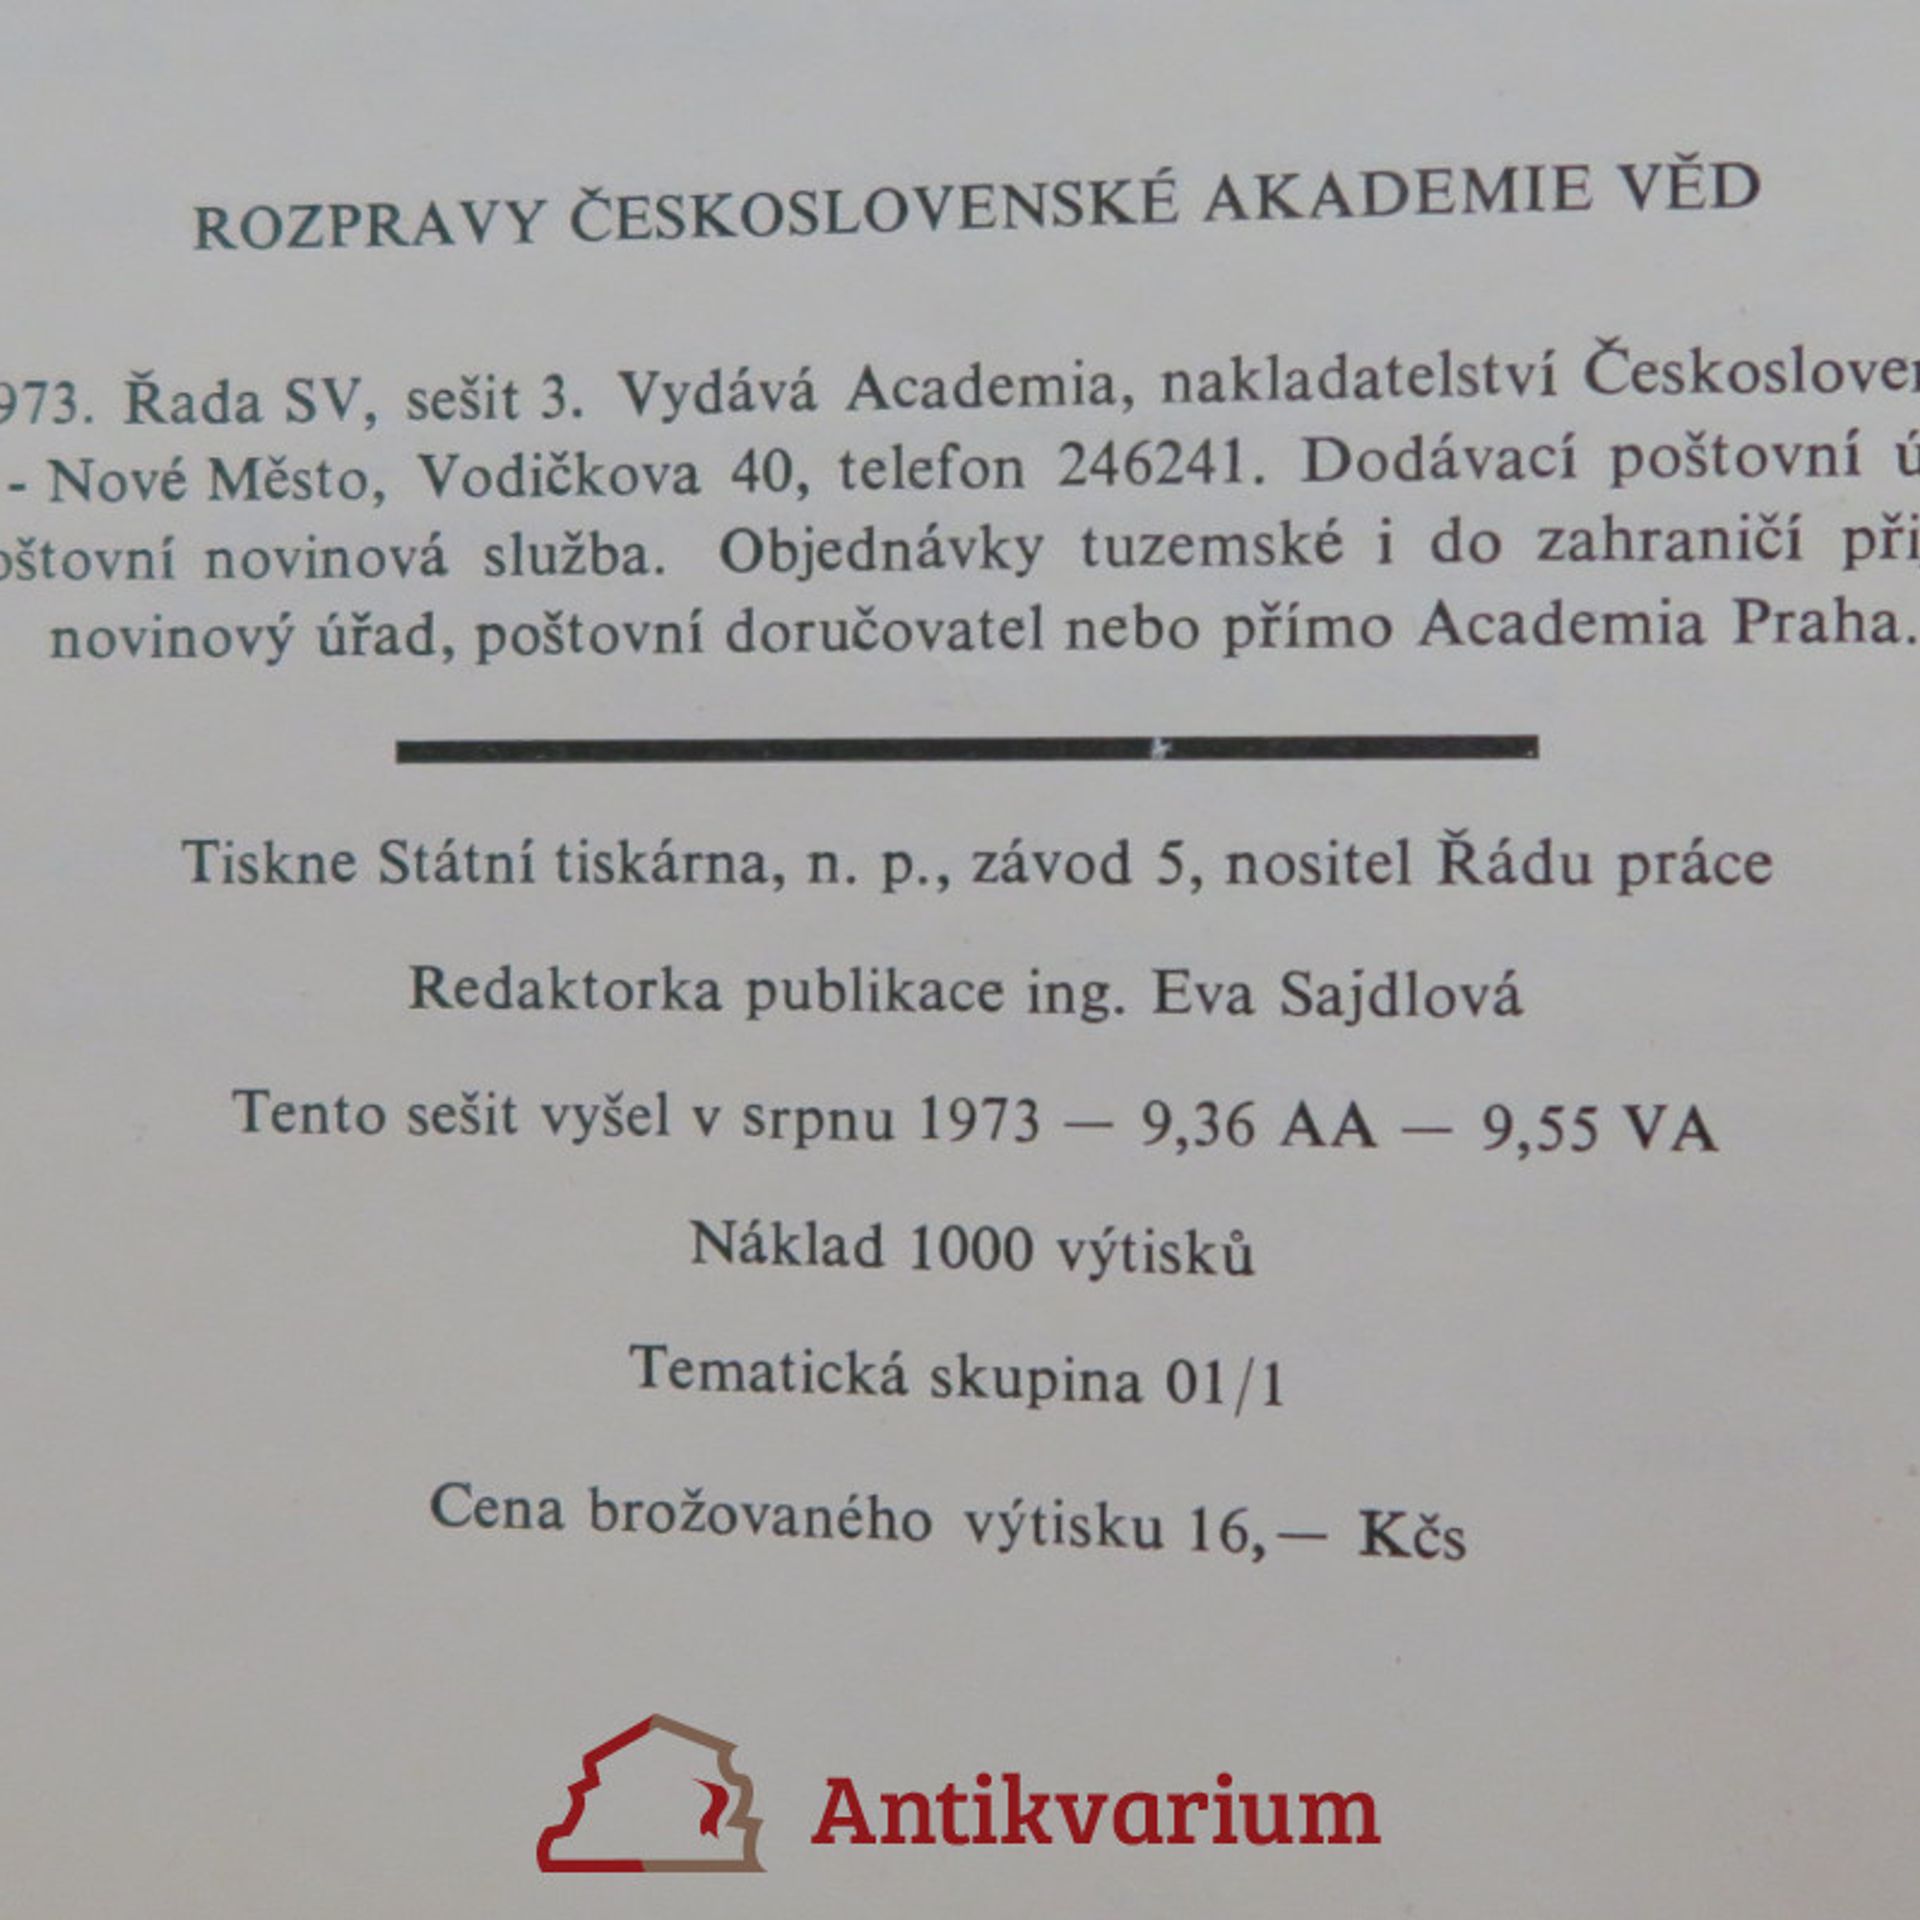 ROZPRAVY ČESKOSLOVENSKÉ AKADEMIE VĚD
973. Řada SV, sešit 3. Vydává Academia, nakladatelství
- Nové Město, Vodičkova 40, telefon 246241. Dodávací poštovní
novinová služba. Objednávky tuzemské i do zahraničí
novinový úřad, poštovní doručovatel nebo přímo Academia Praha.
Tiskne Státní tiskárna, n. p., závod 5, nositel Řádu práce
Redaktorka publikace ing. Eva Sajdlová
Tento sešit vyšel v srpnu 1973 — 9,36 AA — 9,55 VA
Náklad 1000 výtisků
Tematická skupina 01/1
Cena brožovaného výtisku 16,— Kčs
Antikvarium